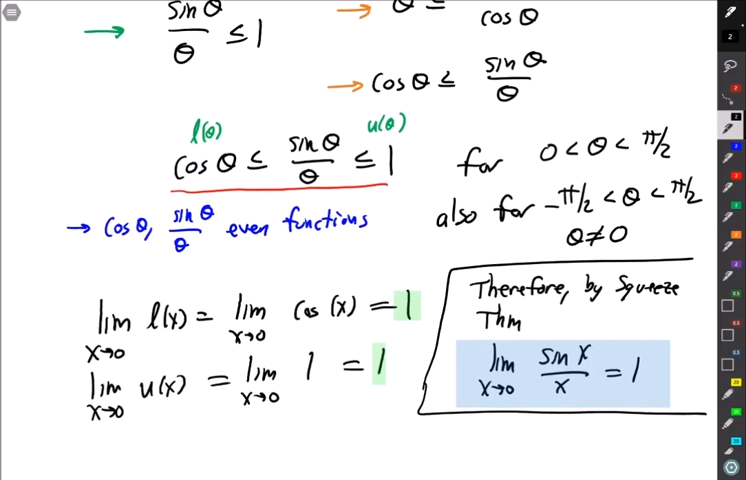 → sin θ / θ ≤ 1
→ θ ≤ / cos θ
→ cos θ ≤ sin θ / θ
l(θ) u(θ)
cos θ ≤ sin θ / θ ≤ 1 for 0 < θ < π/2
also for -π/2 < θ < π/2
θ ≠ 0
→ cos θ, sin θ / θ even functions
Therefore, by Squeeze
Thm
lim x→0 sin x / x = 1
lim x→0 l(x) = lim x→0 cos (x) = 1
lim x→0 u(x) = lim x→0 1 = 1